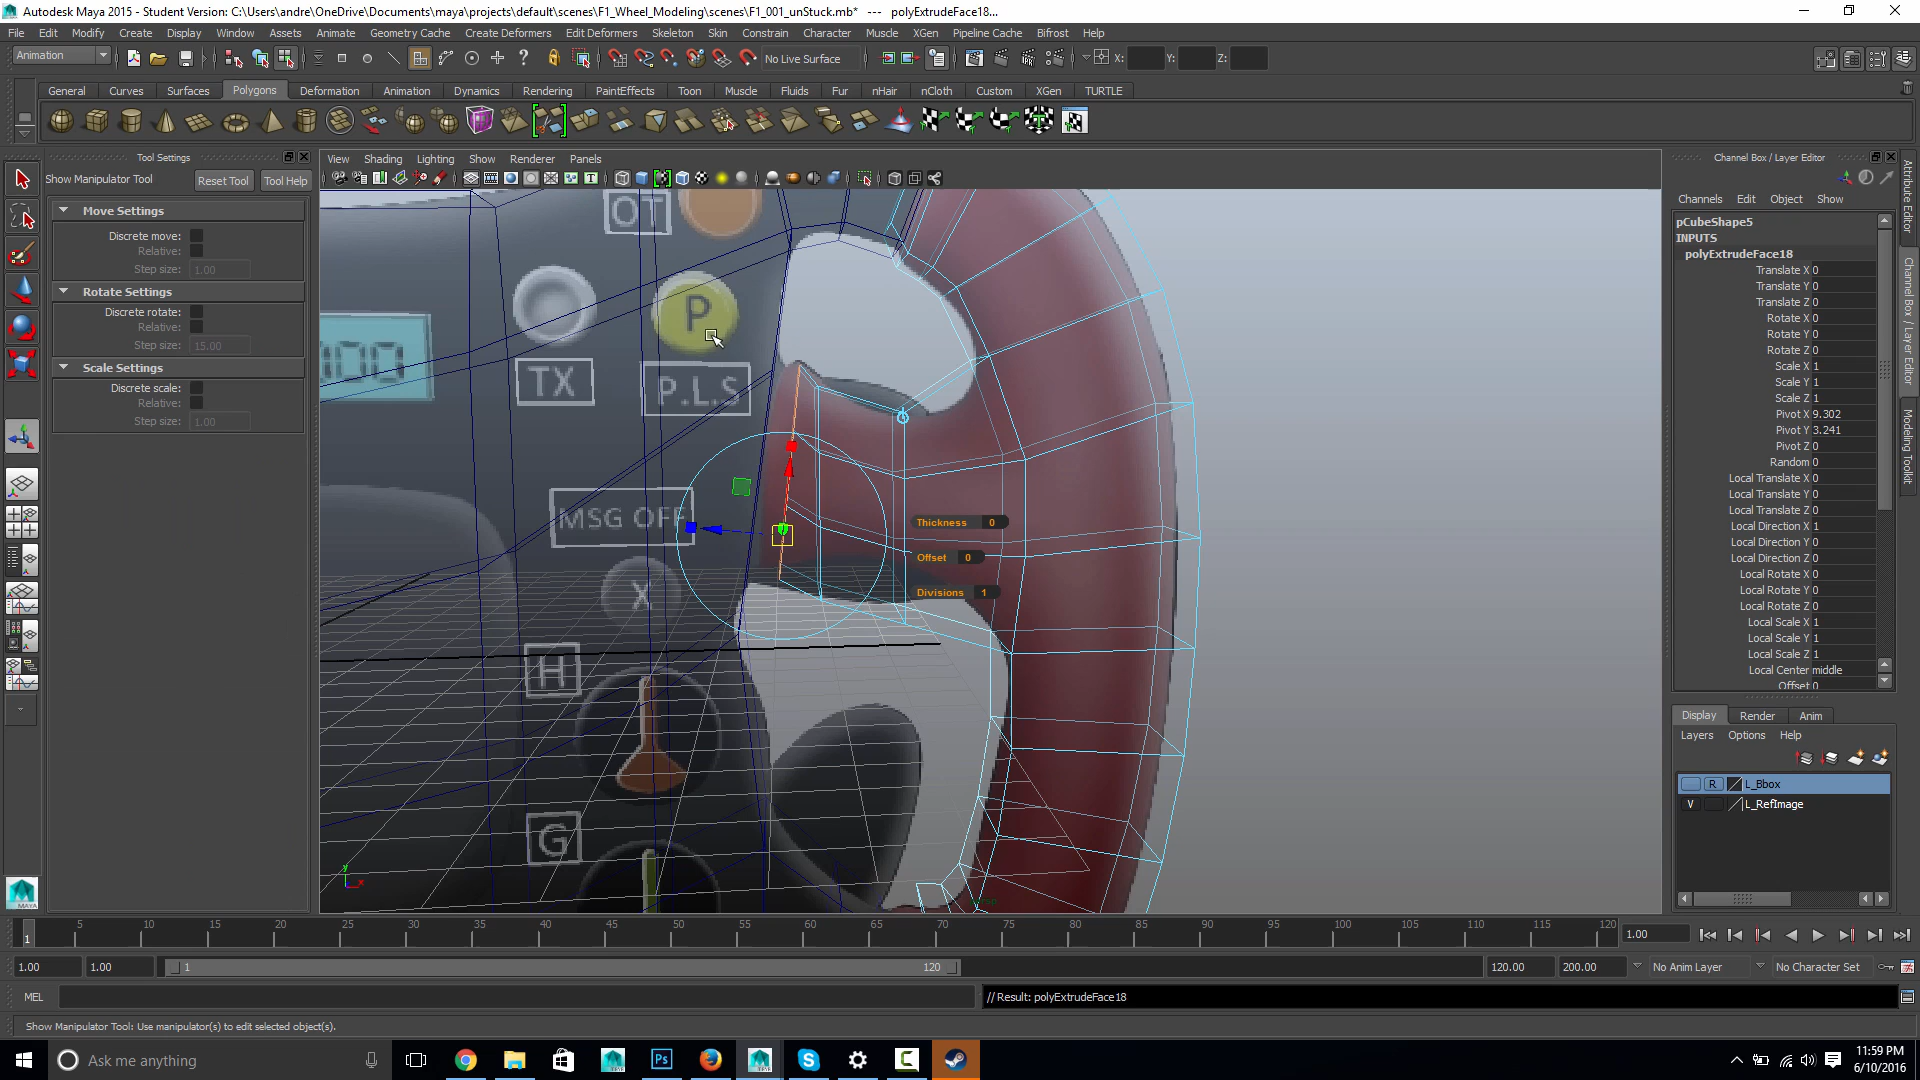 Autodesk Maya 2015 - Student Version: C:\Users\andre\OneDrive\Documents\maya\projects\default\scenes\F1_Wheel_Modeling\scenes\F1_001_unStuck.mb* --- polyExtrudeFace18...
File Edit Modify Create Display Window Assets Animate Geometry Cache Create Deformers Edit Deformers Skeleton Skin Constrain Character Muscle XGen Pipeline Cache Bifrost Help
Animation No Live Surface X: Y: Z:
General Curves Surfaces Polygons Deformation Animation Dynamics Rendering PaintEffects Toon Muscle Fluids Fur nHair nCloth Custom XGen TURTLE
Tool Settings
Show Manipulator Tool Reset Tool Tool Help
Move Settings
Discrete move:
Relative:
Step size: 1.00
Rotate Settings
Discrete rotate:
Relative:
Step size: 15.00
Scale Settings
Discrete scale:
Relative:
Step size: 1.00
View Shading Lighting Show Renderer Panels
OT
P
100
TX
P.L.S
MSG OFF
X
H
G
Thickness 0
Offset 0
Divisions 1
y
x
persp
Channel Box / Layer Editor
Channels Edit Object Show
pCubeShape5
INPUTS
polyExtrudeFace18
Translate X 0
Translate Y 0
Translate Z 0
Rotate X 0
Rotate Y 0
Rotate Z 0
Scale X 1
Scale Y 1
Scale Z 1
Pivot X 9.302
Pivot Y 3.241
Pivot Z 0
Random 0
Local Translate X 0
Local Translate Y 0
Local Translate Z 0
Local Direction X 1
Local Direction Y 0
Local Direction Z 0
Local Rotate X 0
Local Rotate Y 0
Local Rotate Z 0
Local Scale X 1
Local Scale Y 1
Local Scale Z 1
Local Center middle
Offset 0
Attribute Editor
Channel Box / Layer Editor
Modeling Toolkit
Display Render Anim
Layers Options Help
R L_Bbox
V L_RefImage
1 5 10 15 20 25 30 35 40 45 50 55 60 65 70 75 80 85 90 95 100 105 110 115 120 1.00
1.00 1.00 1 120 120.00 200.00 No Anim Layer No Character Set
MEL // Result: polyExtrudeFace18
Show Manipulator Tool: Use manipulator(s) to edit selected object(s).
Ask me anything
11:59 PM
6/10/2016